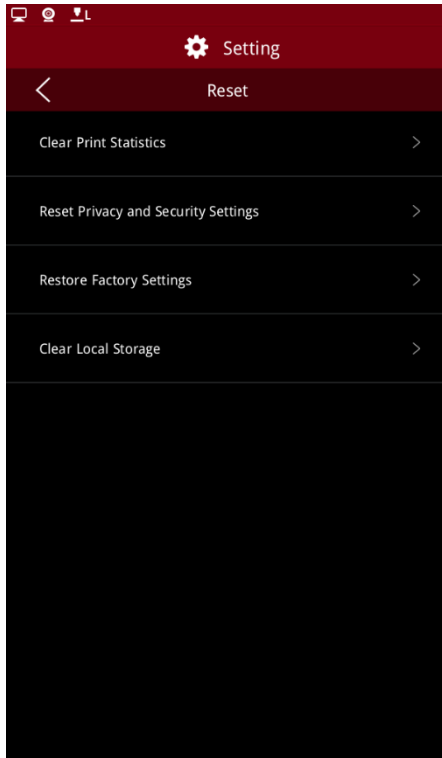 L
Setting
Reset
Clear Print Statistics
Reset Privacy and Security Settings
Restore Factory Settings
Clear Local Storage